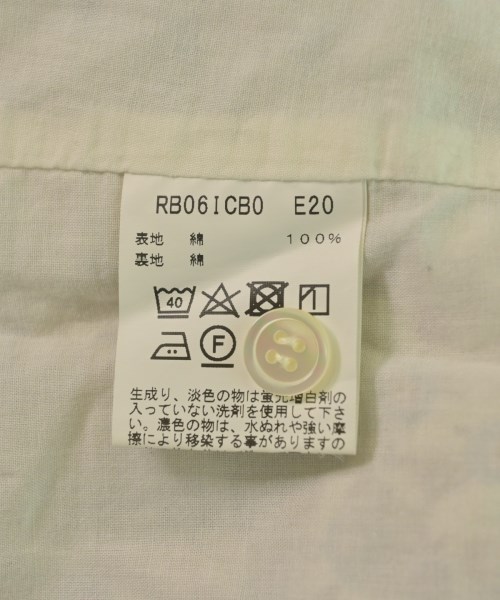 RB06ICB0 E20
表地 綿 100%
裏地 綿
40
F
生成り、淡色の物は蛍光増白剤の
入っていない洗剤を使用して下さ
い。濃色の物は、水ぬれや強い摩
擦により移染する事がありますの